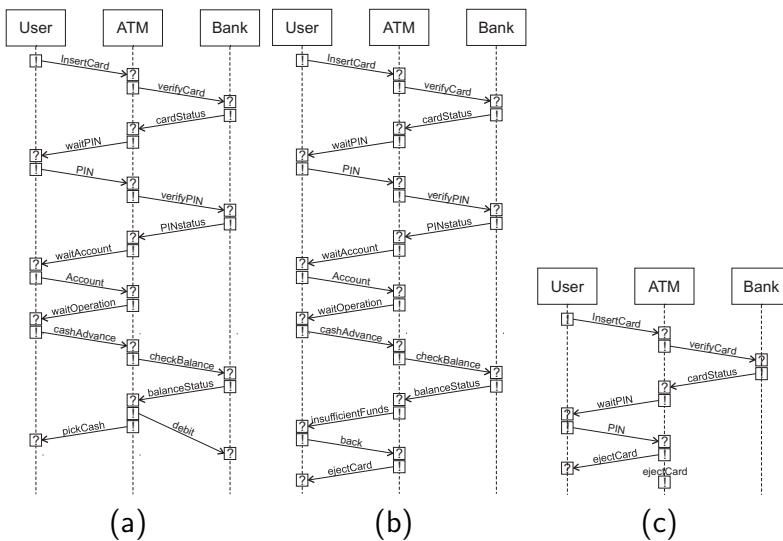 User ATM Bank
! InsertCard ?
! verifyCard ?
? cardStatus !
? waitPIN !
! PIN ?
! verifyPIN ?
? PINstatus !
? waitAccount !
! Account ?
? waitOperation !
! cashAdvance ?
! checkBalance ?
? balanceStatus !
!
? pickCash ! debit ?
(a)
User ATM Bank
! InsertCard ?
! verifyCard ?
? cardStatus !
? waitPIN !
! PIN ?
! verifyPIN ?
? PINstatus !
? waitAccount !
! Account ?
? waitOperation !
! cashAdvance ?
! checkBalance ?
? balanceStatus !
? insufficientFunds !
! back ?
? ejectCard !
(b)
User ATM Bank
! InsertCard ?
! verifyCard ?
? cardStatus !
? waitPIN !
! PIN ?
? ejectCard !
ejectCard
!
(c)